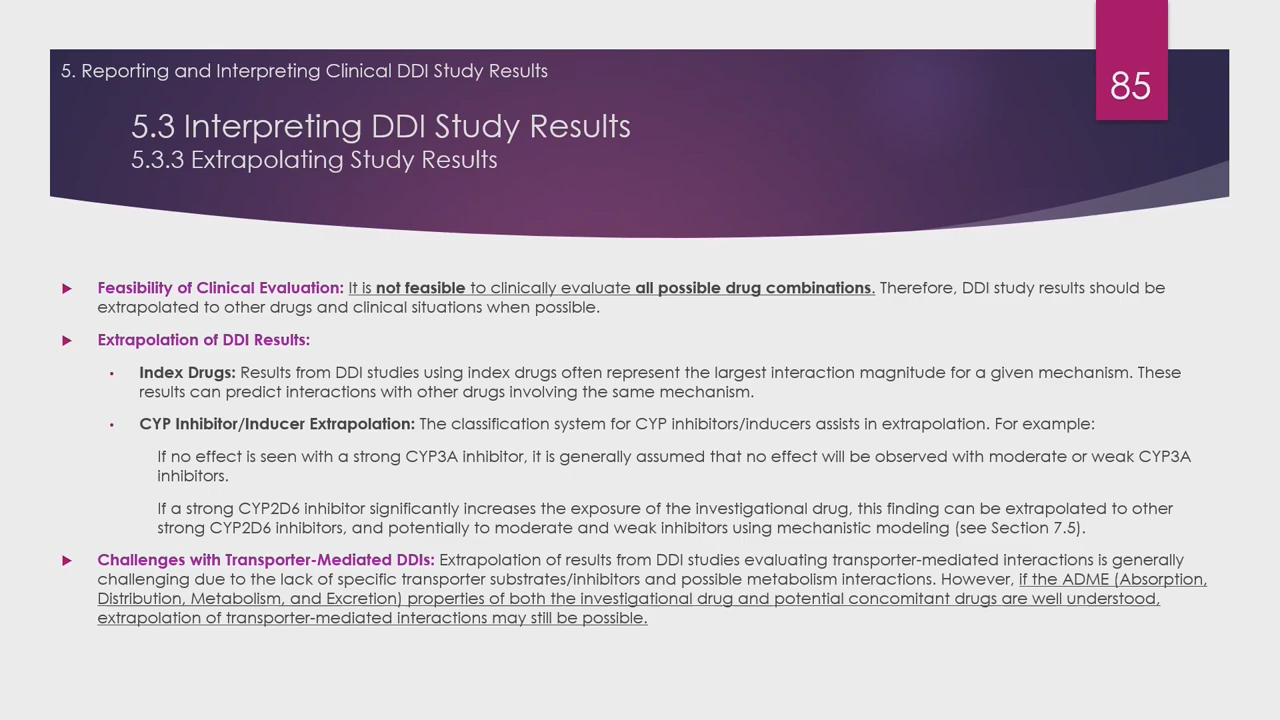 5. Reporting and Interpreting Clinical DDI Study Results
85
5.3 Interpreting DDI Study Results
5.3.3 Extrapolating Study Results
Feasibility of Clinical Evaluation: It is not feasible to clinically evaluate all possible drug combinations. Therefore, DDI study results should be
extrapolated to other drugs and clinical situations when possible.
Extrapolation of DDI Results:
Index Drugs: Results from DDI studies using index drugs often represent the largest interaction magnitude for a given mechanism. These
results can predict interactions with other drugs involving the same mechanism.
CYP Inhibitor/Inducer Extrapolation: The classification system for CYP inhibitors/inducers assists in extrapolation. For example:
If no effect is seen with a strong CYP3A inhibitor, it is generally assumed that no effect will be observed with moderate or weak CYP3A
inhibitors.
If a strong CYP2D6 inhibitor significantly increases the exposure of the investigational drug, this finding can be extrapolated to other
strong CYP2D6 inhibitors, and potentially to moderate and weak inhibitors using mechanistic modeling (see Section 7.5).
Challenges with Transporter-Mediated DDIs: Extrapolation of results from DDI studies evaluating transporter-mediated interactions is generally
challenging due to the lack of specific transporter substrates/inhibitors and possible metabolism interactions. However, if the ADME (Absorption,
Distribution, Metabolism, and Excretion) properties of both the investigational drug and potential concomitant drugs are well understood,
extrapolation of transporter-mediated interactions may still be possible.